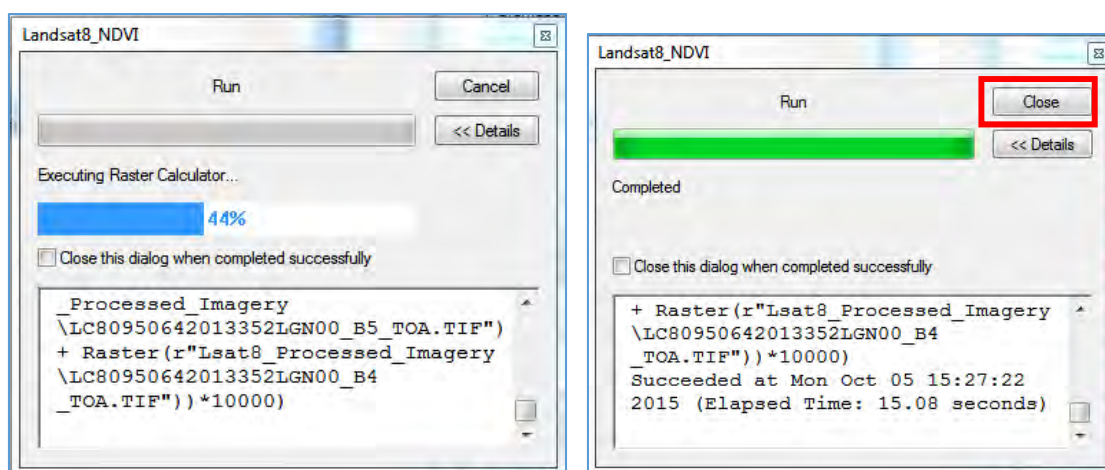 Landsat8_NDVI
Run
Cancel
<< Details
Executing Raster Calculator...
44%
Close this dialog when completed successfully
_Processed_Imagery
\LC80950642013352LGN00_B5_TOA.TIF")
+ Raster(r"Lsat8_Processed_Imagery
\LC80950642013352LGN00_B4
_TOA.TIF"))*10000)
Landsat8_NDVI
Run
Close
<< Details
Completed
Close this dialog when completed successfully
+ Raster(r"Lsat8_Processed_Imagery
\LC80950642013352LGN00_B4
_TOA.TIF"))*10000)
Succeeded at Mon Oct 05 15:27:22
2015 (Elapsed Time: 15.08 seconds)